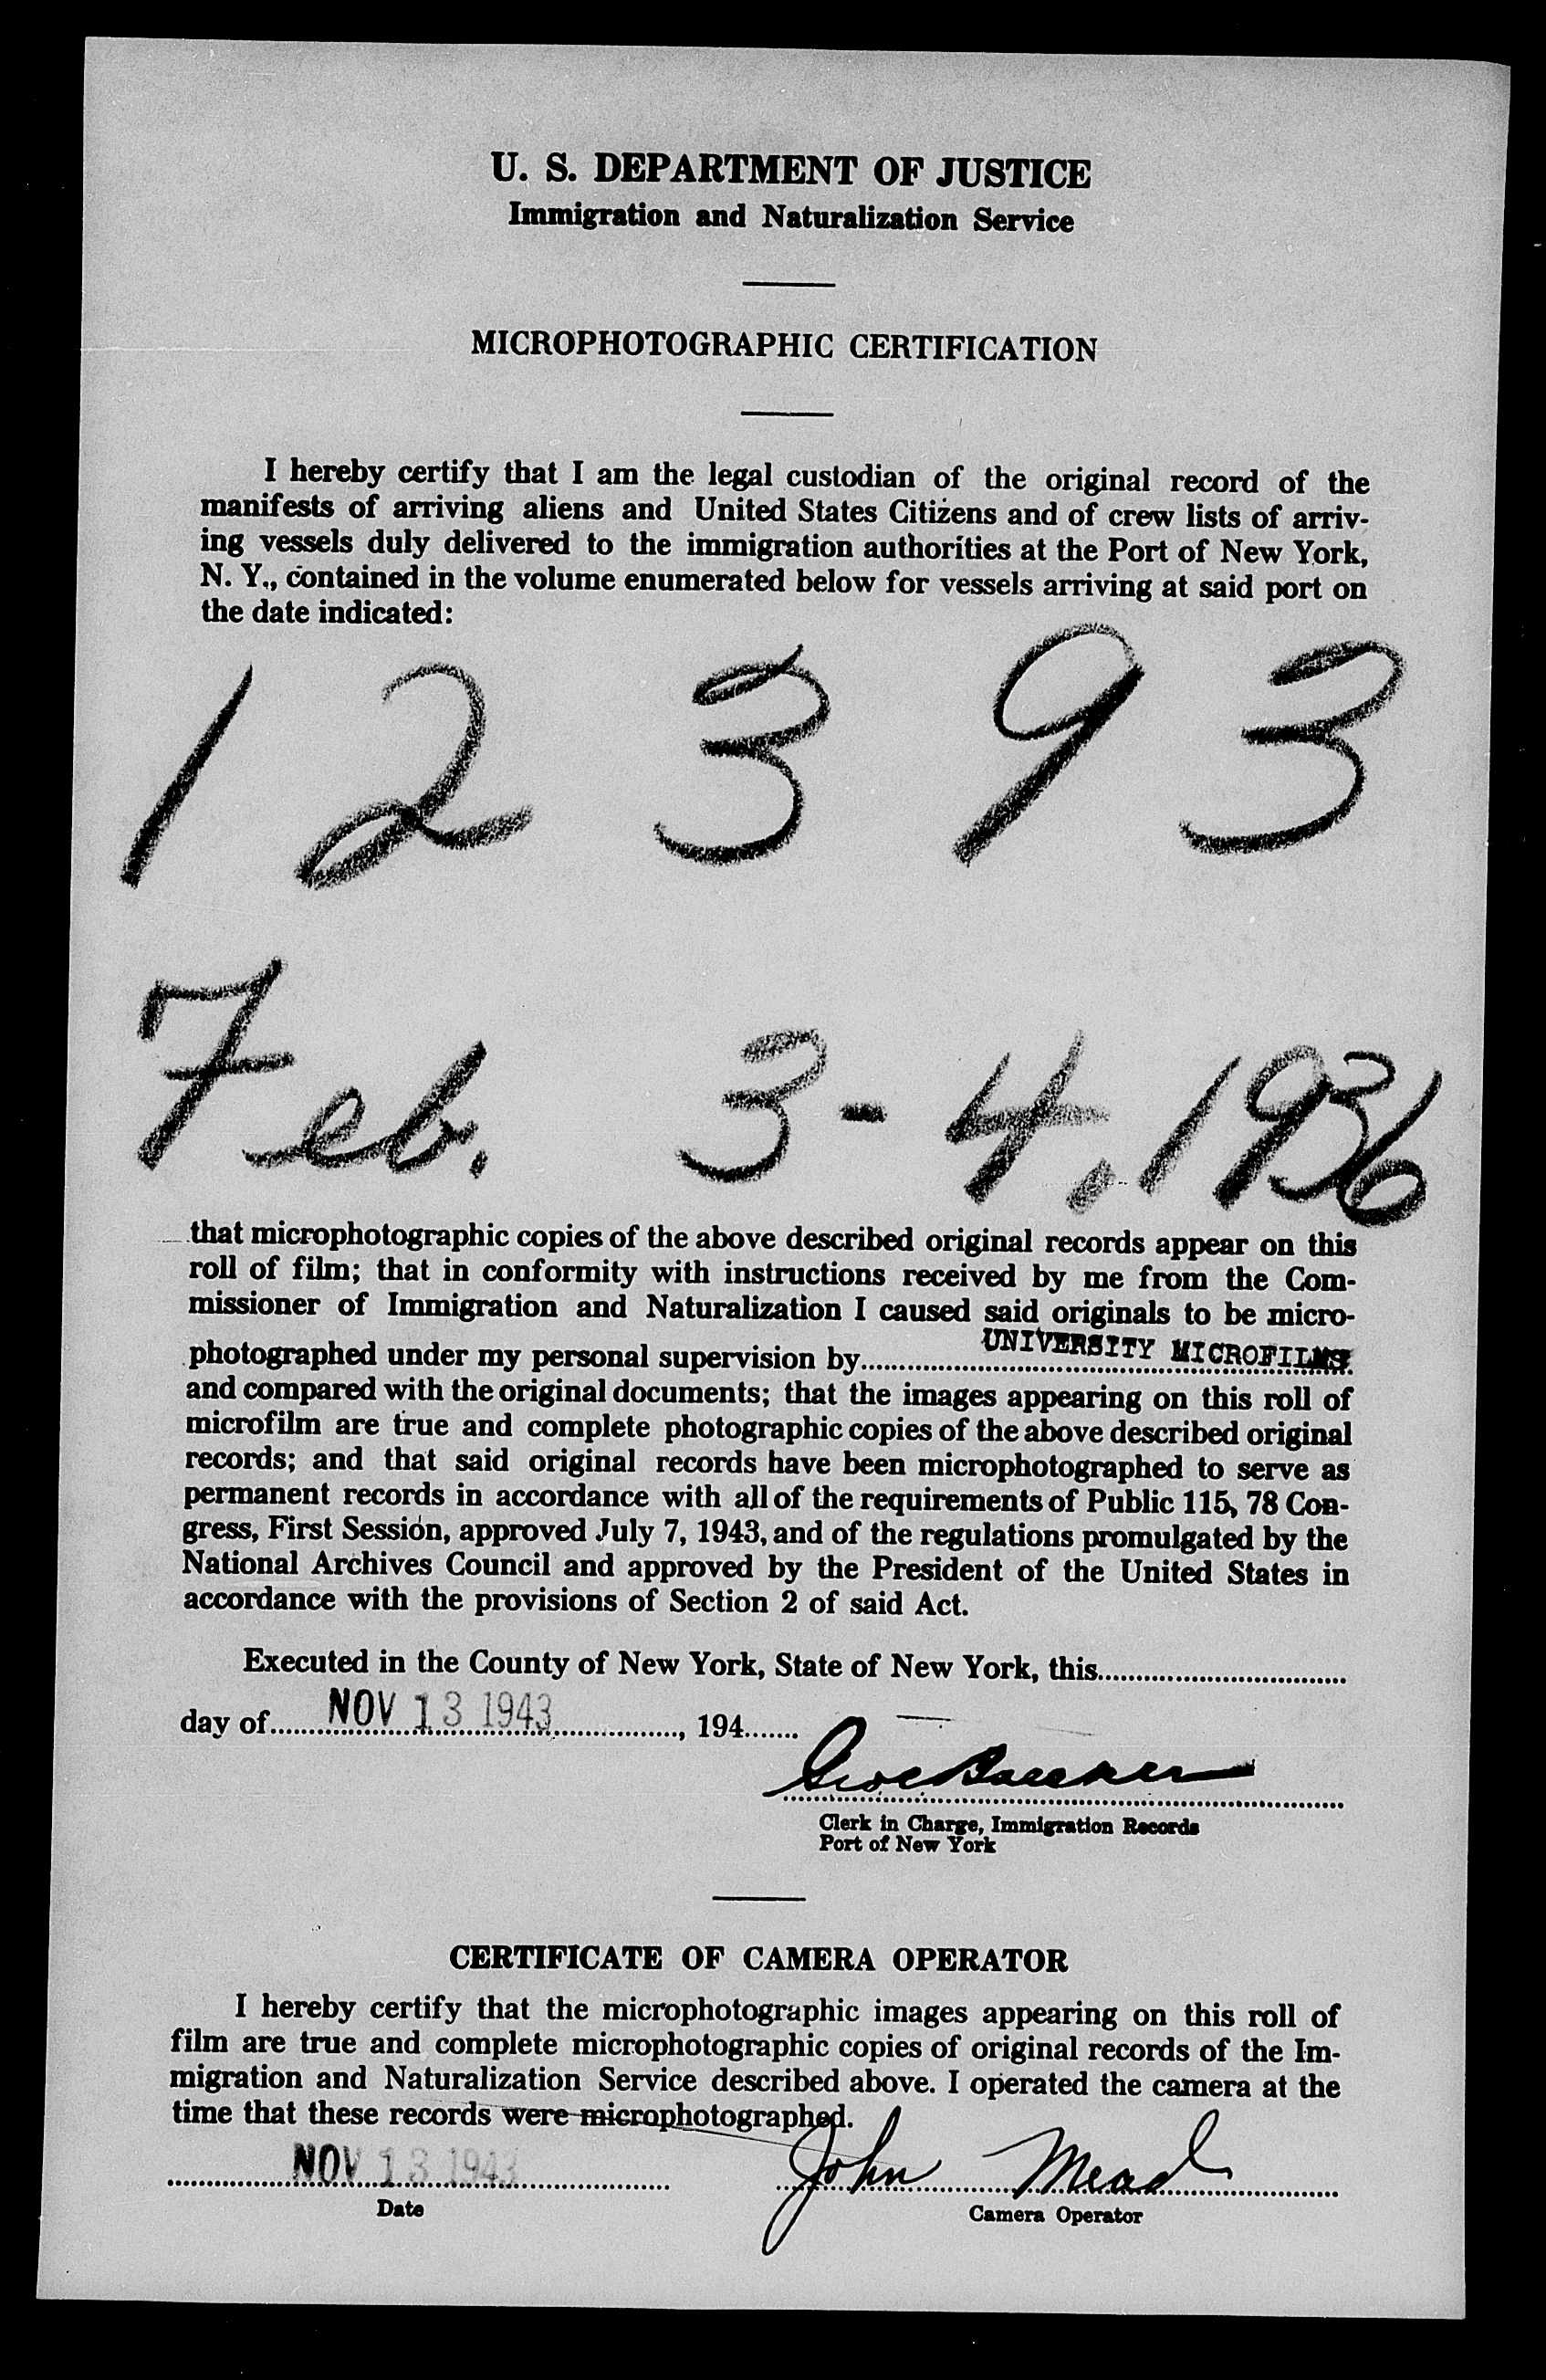 U. S. DEPARTMENT OF JUSTICE
Immigration and Naturalization Service
MICROPHOTOGRAPHIC CERTIFICATION
I hereby certify that I am the legal custodian of the original record of the
manifests of arriving aliens and United States Citizens and of crew lists of arriv-
ing vessels duly delivered to the immigration authorities at the Port of New York,
N. Y., contained in the volume enumerated below for vessels arriving at said port on
the date indicated:
1 2 3 9 3
Feb. 3-4, 1936
that microphotographic copies of the above described original records appear on this
roll of film; that in conformity with instructions received by me from the Com-
missioner of Immigration and Naturalization I caused said originals to be micro-
photographed under my personal supervision by UNIVERSITY MICROFILMS
and compared with the original documents; that the images appearing on this roll of
microfilm are true and complete photographic copies of the above described original
records; and that said original records have been microphotographed to serve as
permanent records in accordance with all of the requirements of Public 115, 78 Con-
gress, First Session, approved July 7, 1943, and of the regulations promulgated by the
National Archives Council and approved by the President of the United States in
accordance with the provisions of Section 2 of said Act.
Executed in the County of New York, State of New York, this
day of NOV 13 1943, 194
Clerk in Charge, Immigration Records
Port of New York
CERTIFICATE OF CAMERA OPERATOR
I hereby certify that the microphotographic images appearing on this roll of
film are true and complete microphotographic copies of original records of the Im-
migration and Naturalization Service described above. I operated the camera at the
time that these records were microphotographed.
NOV 13 1943 John Mead
Date Camera Operator